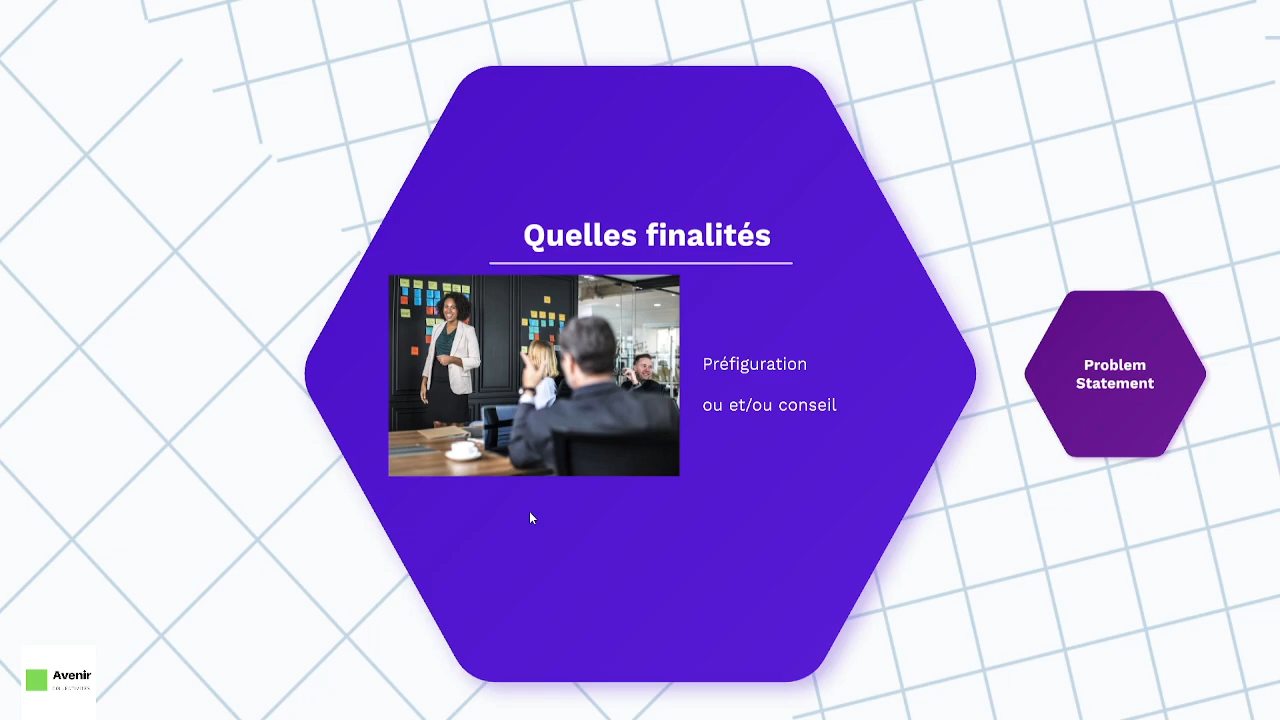 Quelles finalités
Préfiguration
ou et/ou conseil
Problem
Statement
Avenir